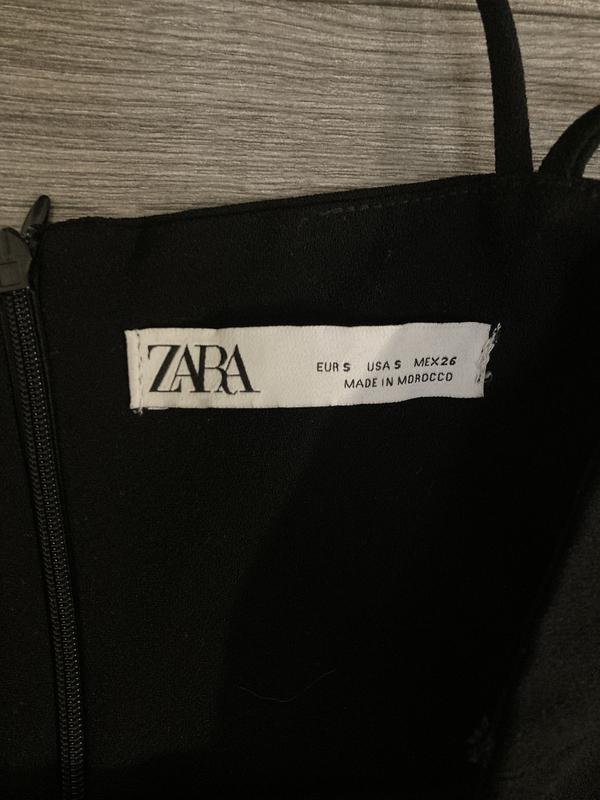 ZARA
EUR S USA S MEX 26
MADE IN MOROCCO